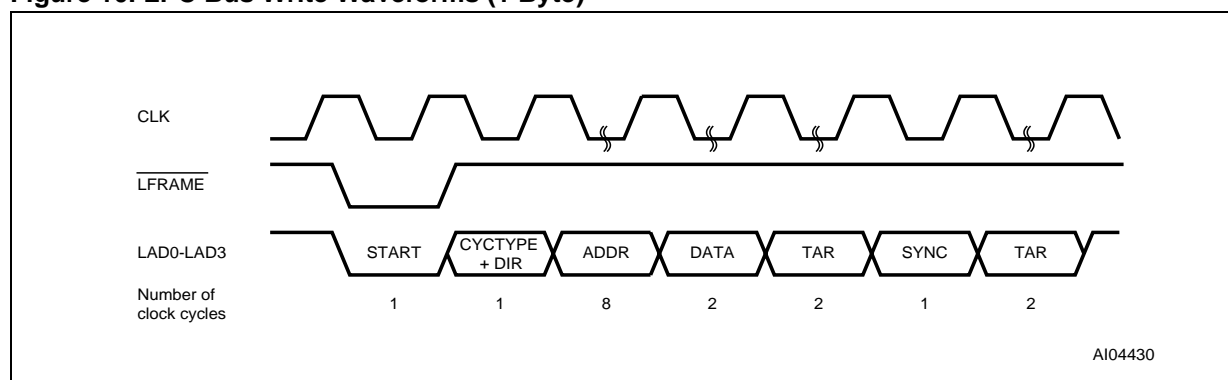 CLK
LFRAME
LAD0-LAD3
START
CYCTYPE
+ DIR
ADDR
DATA
TAR
SYNC
TAR
Number of
clock cycles
1
1
8
2
2
1
2
AI04430